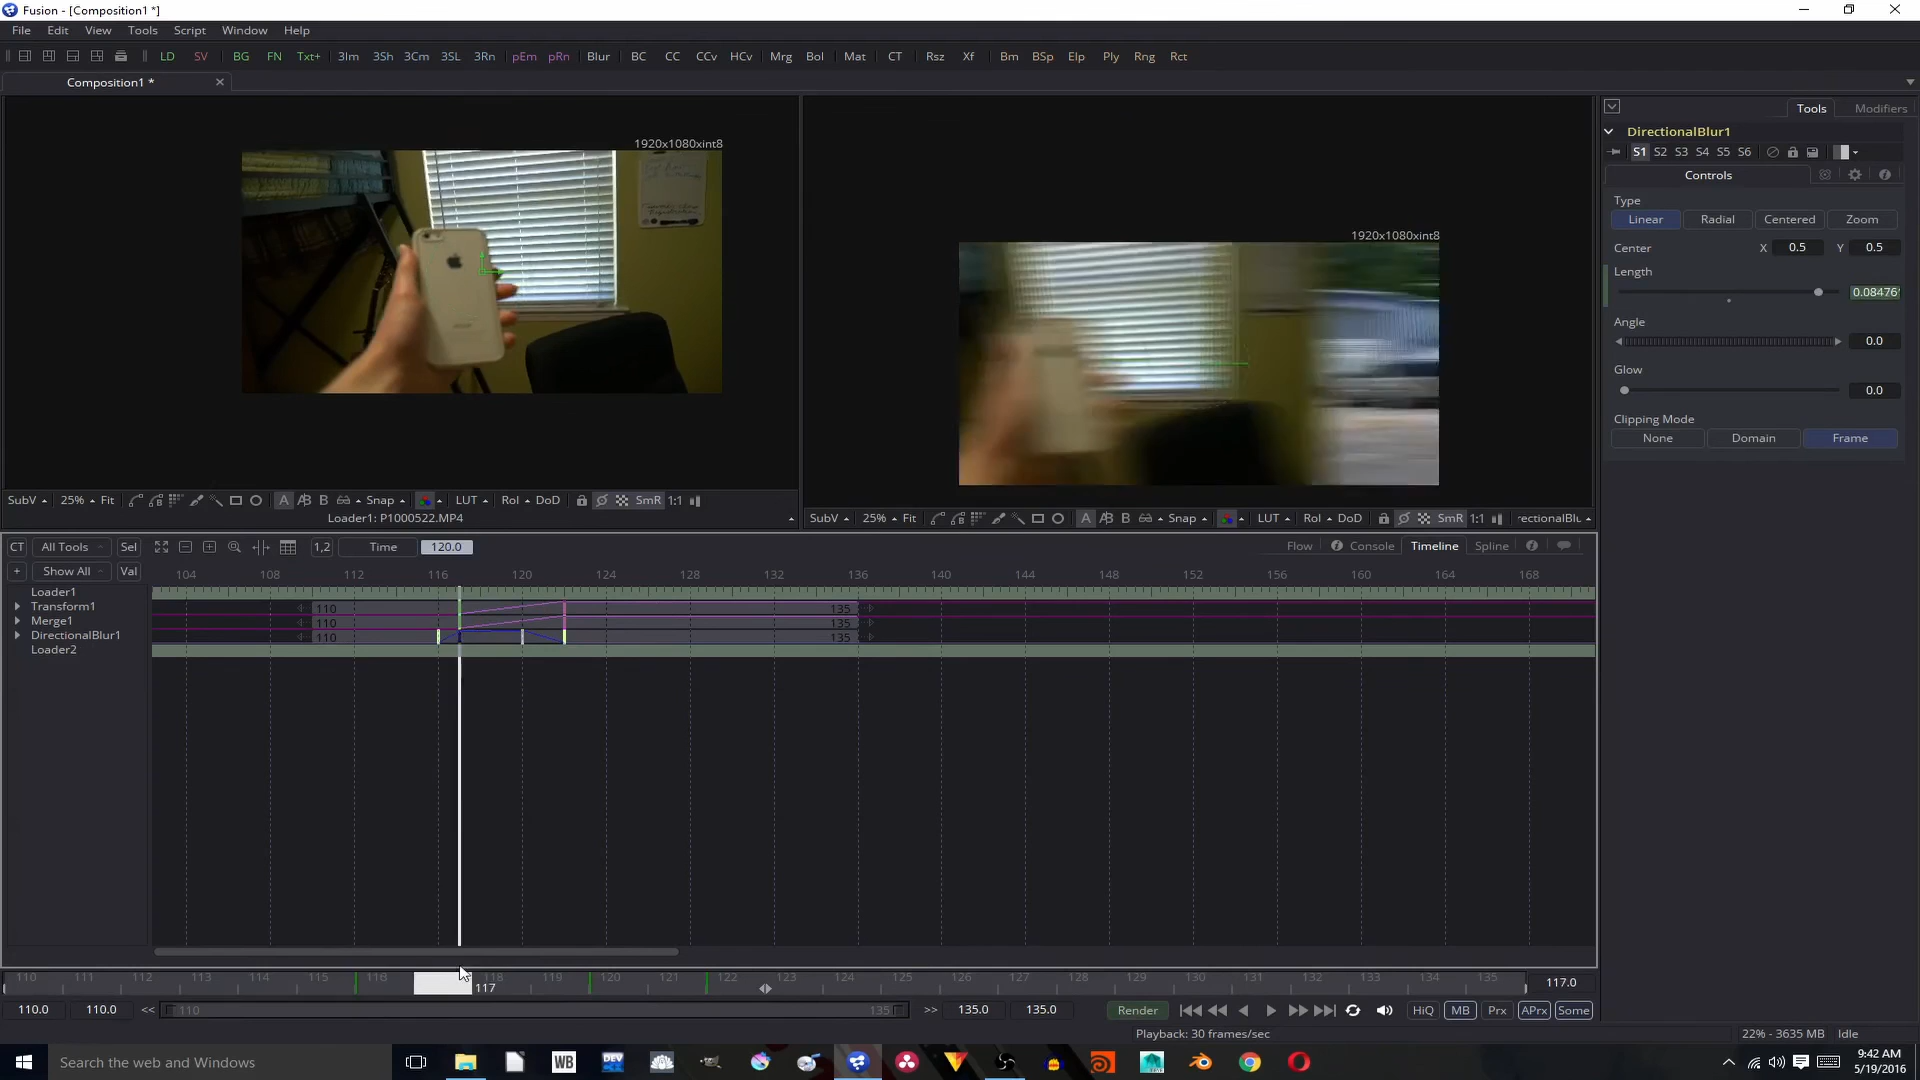 Fusion - [Composition1 *]
File Edit View Tools Script Window Help
LD SV BG FN Txt+ 3Im 3Sh 3Cm 3SL 3Rn pEm pRn Blur BC CC CCv HCv Mrg Bol Mat CT Rsz Xf Bm BSp Elp Ply Rng Rct
Composition1 *
Tools Modifiers
1920x1080xint8
1920x1080xint8
DirectionalBlur1
S1 S2 S3 S4 S5 S6
Controls
Type
Linear Radial Centered Zoom
Center X 0.5 Y 0.5
Length
0.08476
Angle
0.0
Glow
0.0
Clipping Mode
None Domain Frame
SubV 25% Fit A B Snap LUT RoI DoD SmR 1:1
Loader1: P1000522.MP4
SubV 25% Fit A B Snap LUT RoI DoD SmR 1:1 rectionalBlu
CT All Tools Sel 1,2 Time 120.0 Flow Console Timeline Spline
+ Show All Val
104 108 112 116 120 124 128 132 136 140 144 148 152 156 160 164 168
Loader1
Transform1 110 135
Merge1 110 135
DirectionalBlur1 110 135
Loader2
110 111 112 113 114 115 116 118 119 120 121 122 123 124 125 126 127 128 129 130 131 132 133 134 135
117 117.0
110.0 110.0 << 110 135 >> 135.0 135.0 Render HiQ MB Prx APrx Some
Playback: 30 frames/sec 22% - 3635 MB Idle
Search the web and Windows
WB
DEV
9:42 AM
5/19/2016